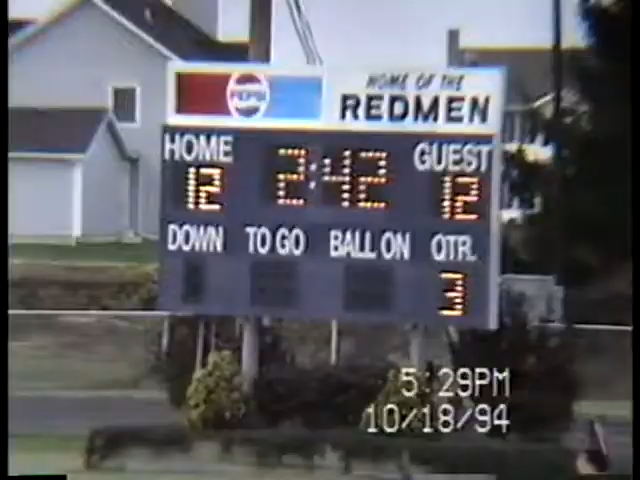 PEPSI
HOME OF THE
REDMEN
HOME 2:42 GUEST
12 12
DOWN TO GO BALL ON QTR.
3
5:29PM
10/18/94